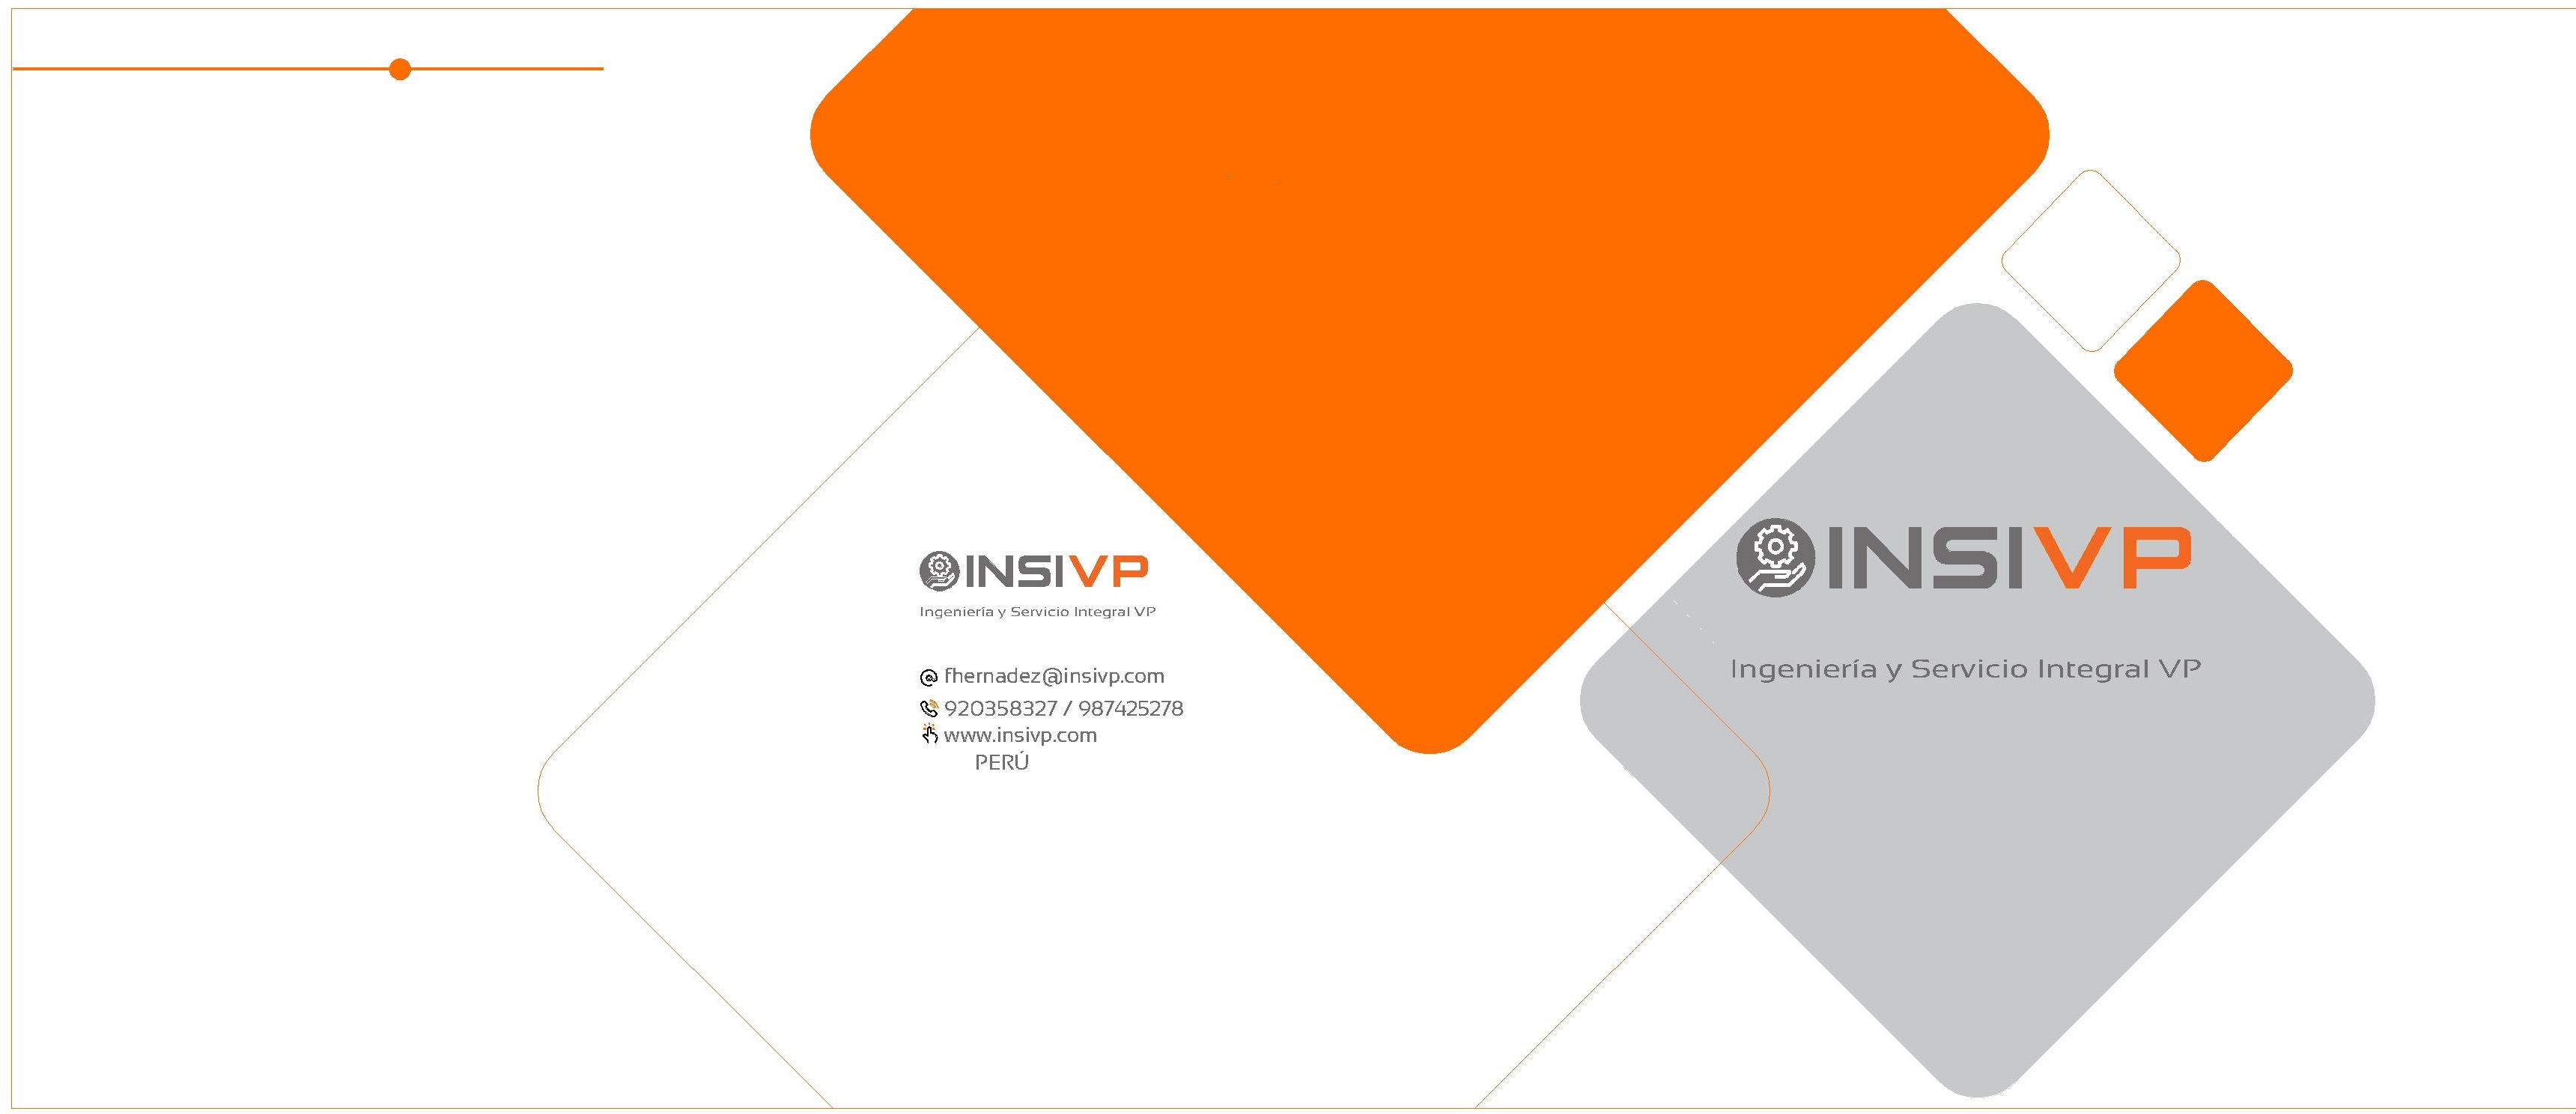 INSIVP
Ingeniería y Servicio Integral VP
fhernadez@insivp.com
920358327 / 987425278
www.insivp.com
PERÚ
INSIVP
Ingeniería y Servicio Integral VP